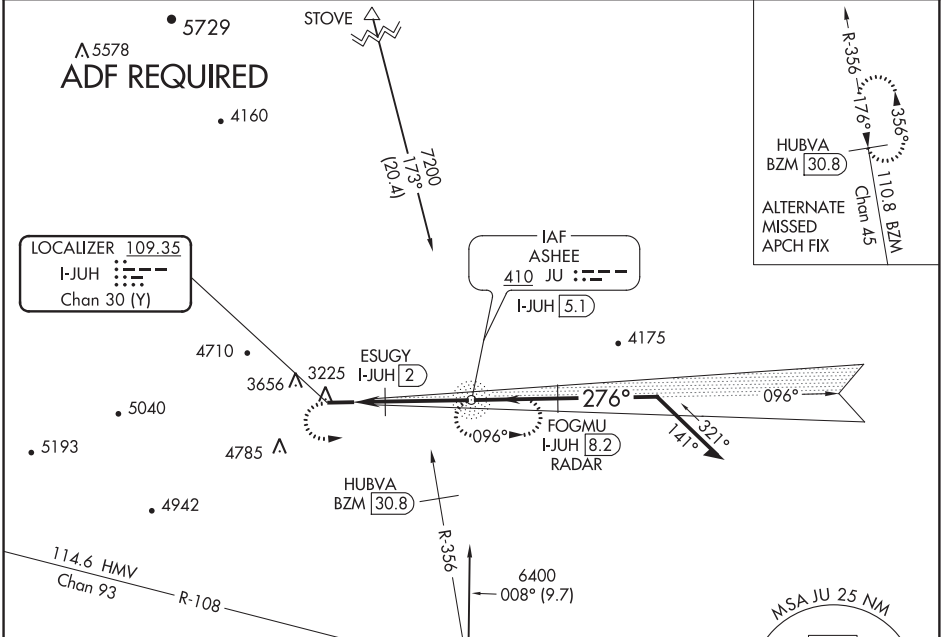 STOVE
5729
5578
ADF REQUIRED
4160
7200
173°
(20.4)
R-356
176°
356°
HUBVA
BZM 30.8
110.8 BZM
Chan 45
ALTERNATE
MISSED
APCH FIX
LOCALIZER 109.35
I-JUH
Chan 30 (Y)
IAF
ASHEE
410 JU
I-JUH 5.1
4710
4175
ESUGY
I-JUH 2
3656
3225
276°
096°
5040
096°
FOGMU
I-JUH 8.2
RADAR
321°
141°
5193
4785
HUBVA
BZM 30.8
4942
R-356
114.6 HMV
Chan 93
R-108
6400
008° (9.7)
MSA JU 25 NM